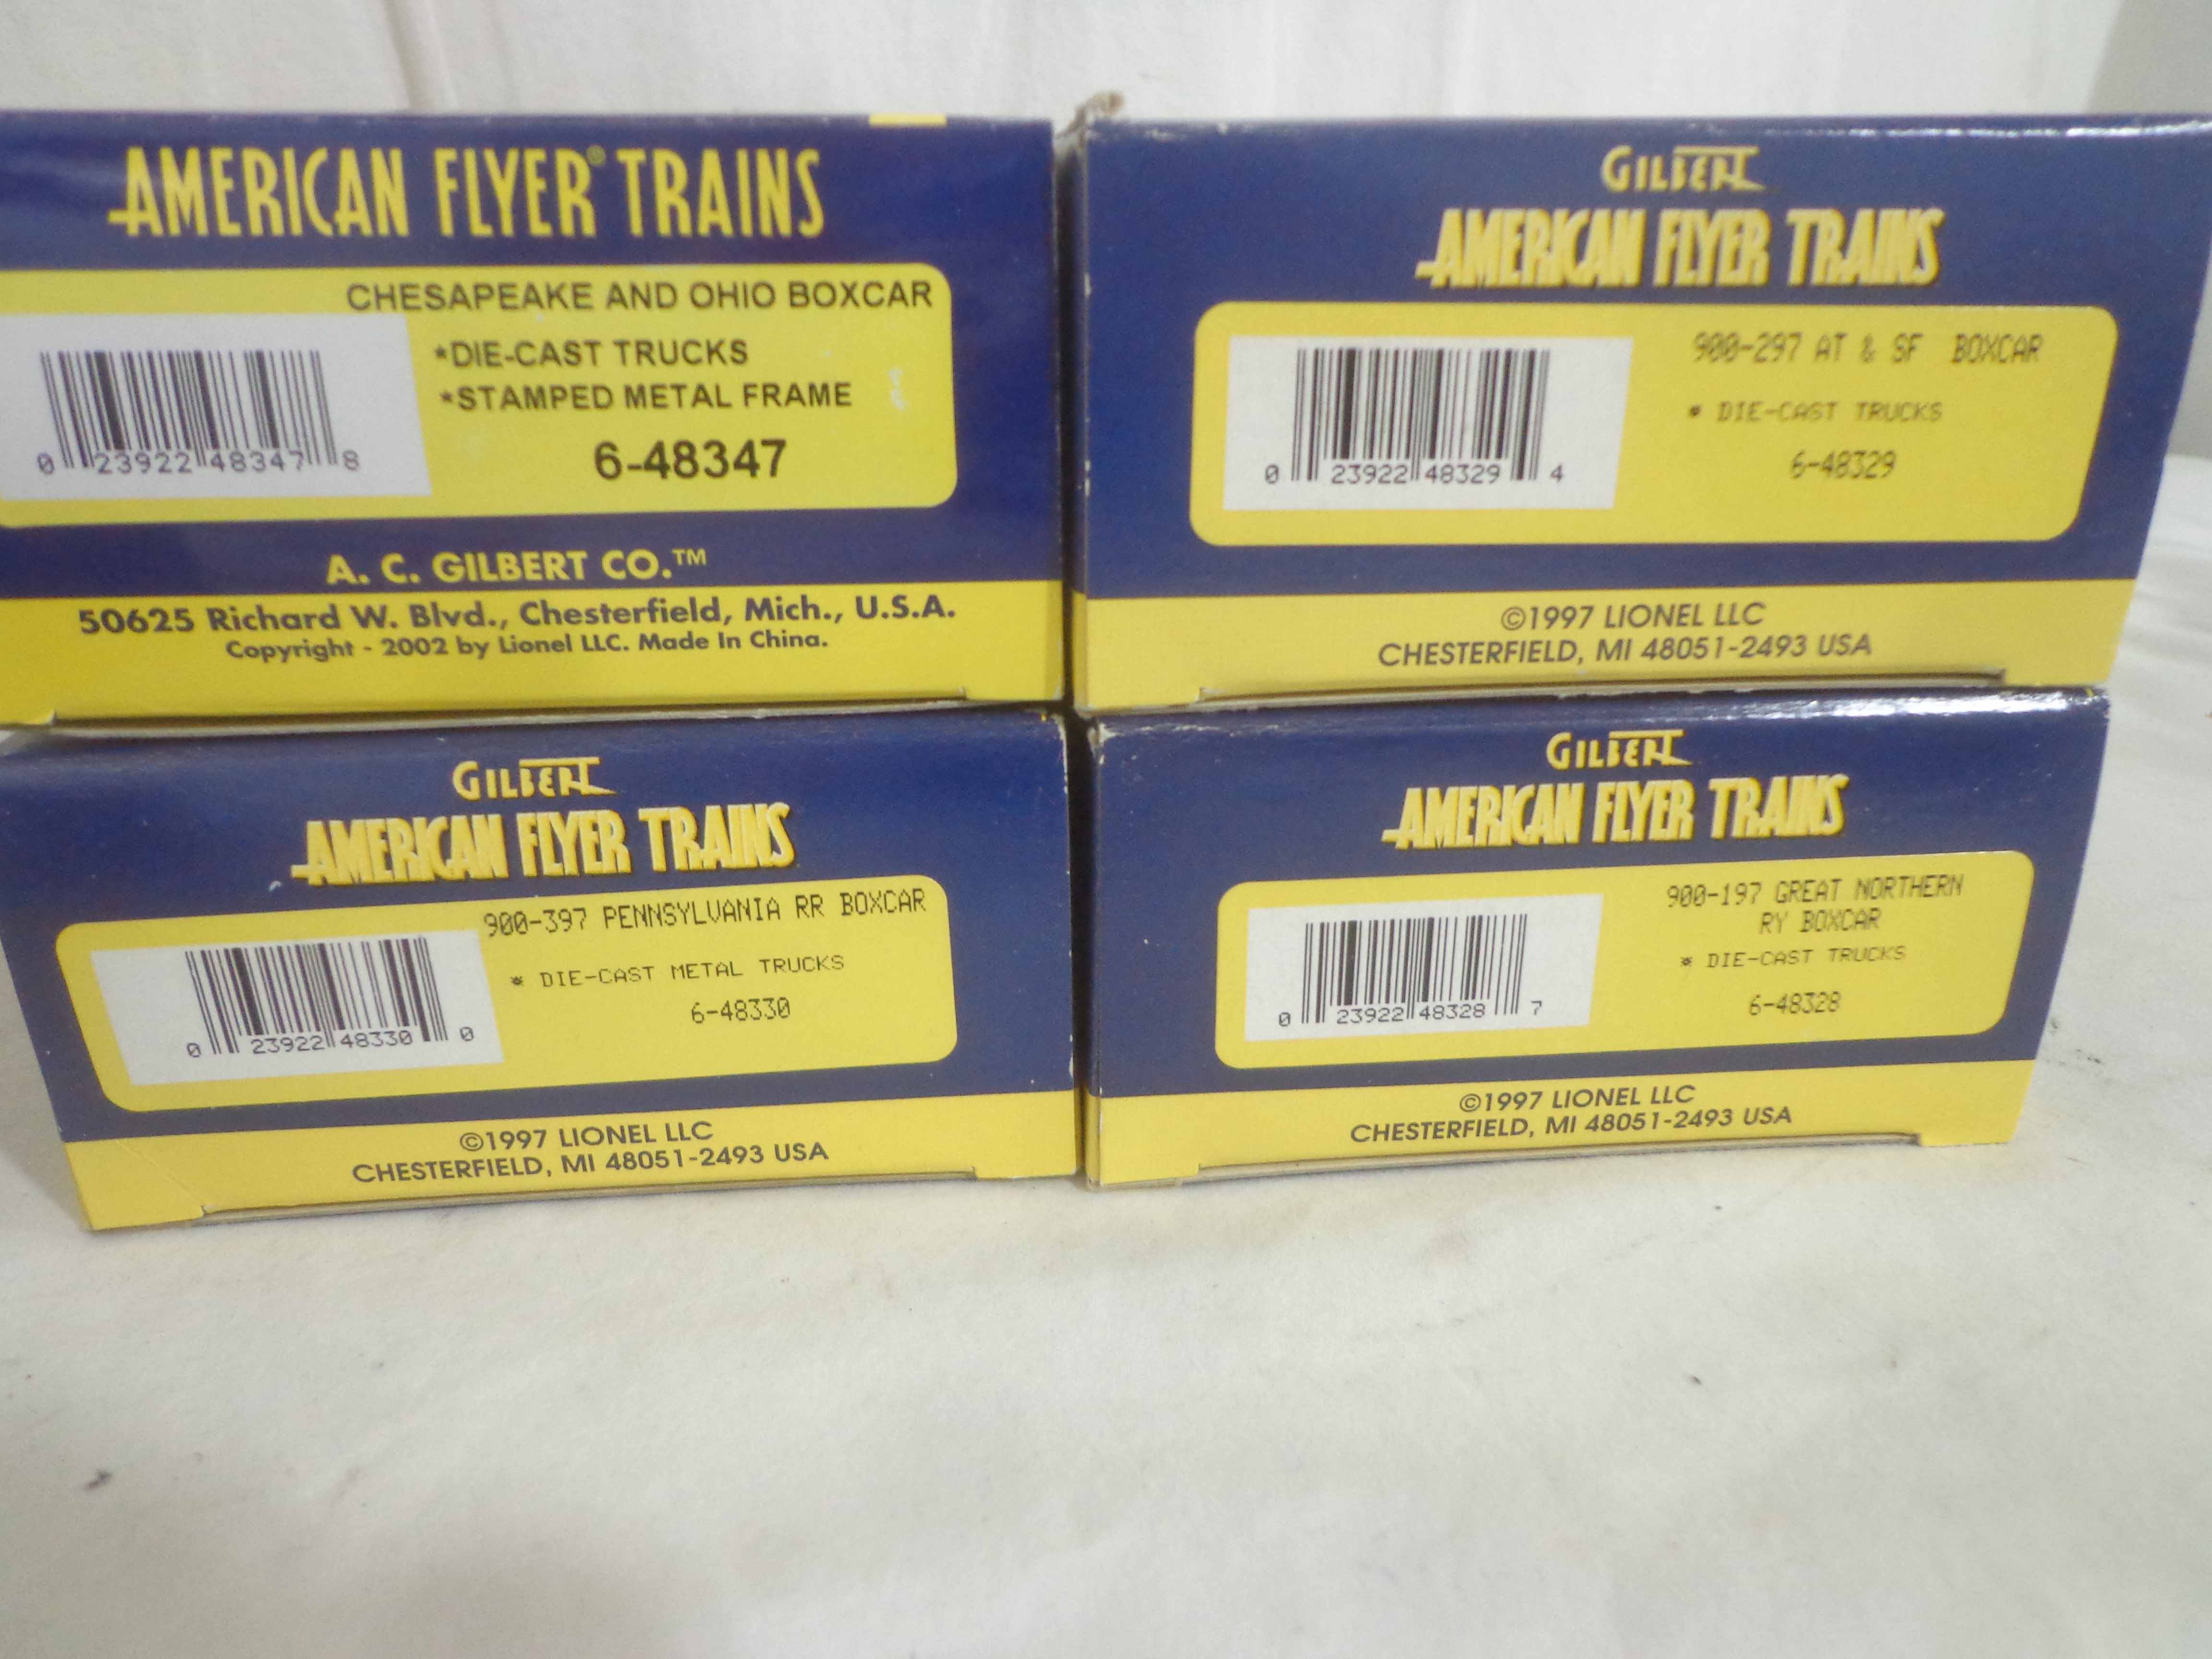 AMERICAN FLYER® TRAINS
CHESAPEAKE AND OHIO BOXCAR
*DIE-CAST TRUCKS
*STAMPED METAL FRAME
6-48347
0 23922 48347 8
A. C. GILBERT CO.™
50625 Richard W. Blvd., Chesterfield, Mich., U.S.A.
Copyright - 2002 by Lionel LLC. Made In China.
GILBERT
AMERICAN FLYER TRAINS
900-297 AT & SF BOXCAR
* DIE-CAST TRUCKS
6-48329
0 23922 48329 4
©1997 LIONEL LLC
CHESTERFIELD, MI 48051-2493 USA
GILBERT
AMERICAN FLYER TRAINS
900-397 PENNSYLVANIA RR BOXCAR
* DIE-CAST METAL TRUCKS
6-48330
0 23922 48330 0
©1997 LIONEL LLC
CHESTERFIELD, MI 48051-2493 USA
GILBERT
AMERICAN FLYER TRAINS
900-197 GREAT NORTHERN
RY BOXCAR
* DIE-CAST TRUCKS
6-48328
0 23922 48328 7
©1997 LIONEL LLC
CHESTERFIELD, MI 48051-2493 USA